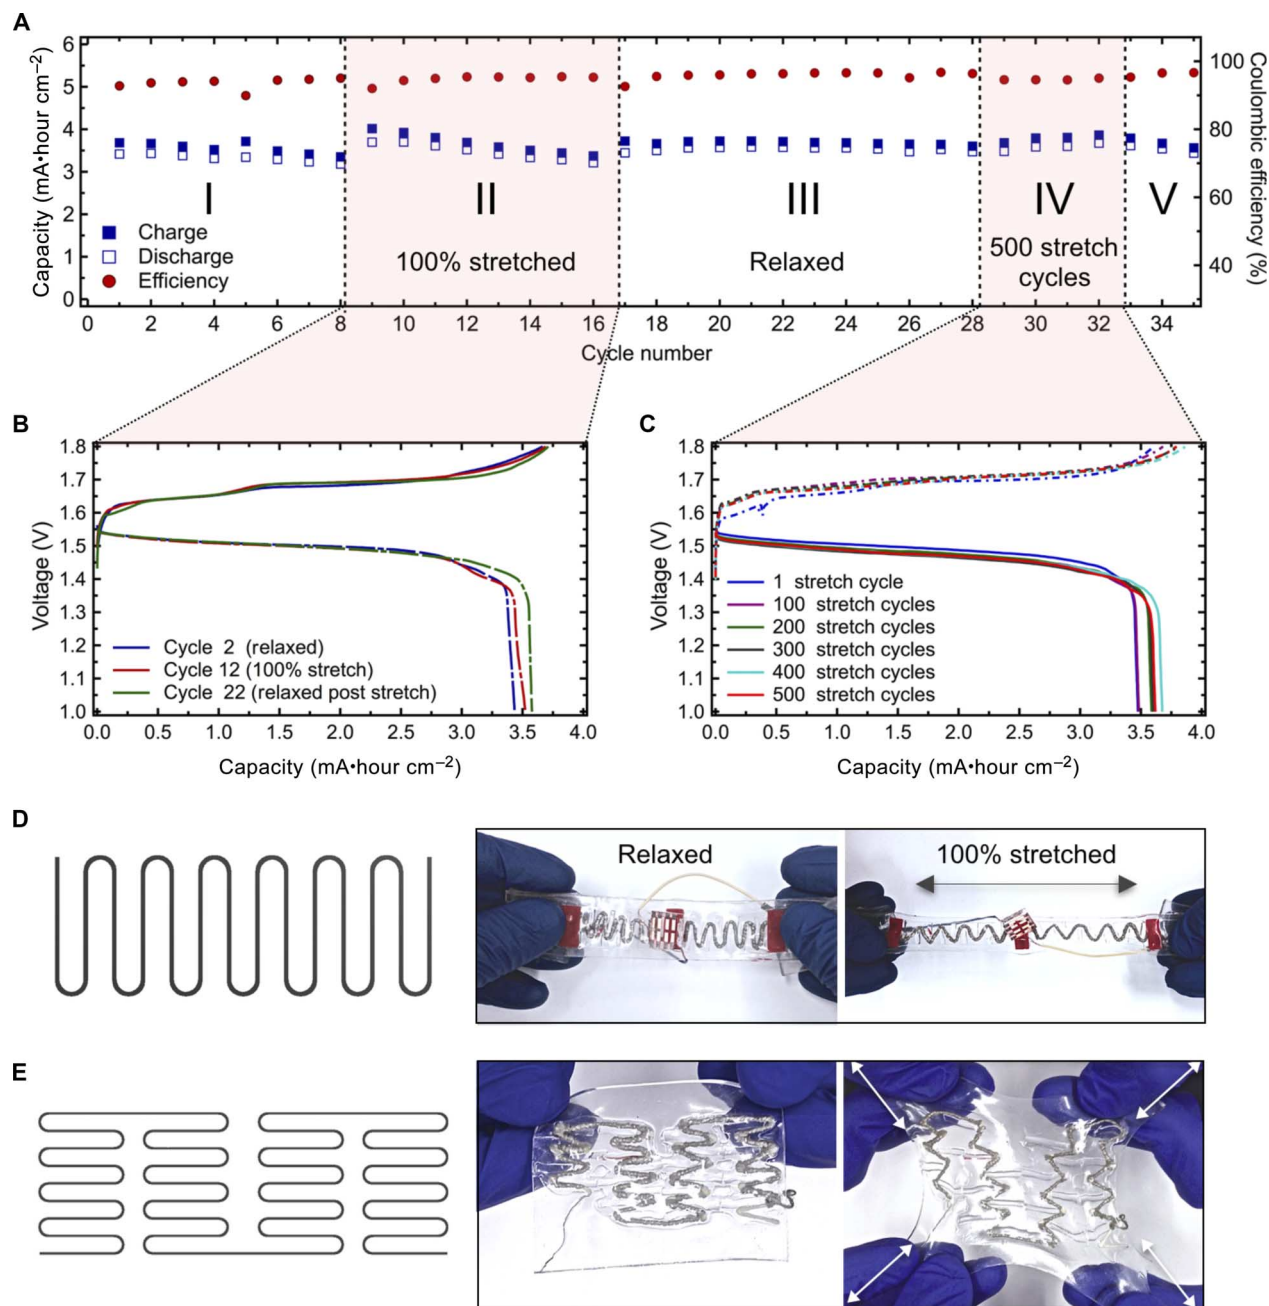 A
Capacity (mA•hour cm–2)
6
5
4
3
2
1
0
100
80
60
40
Coulombic efficiency (%)
I
II
III
IV
V
Charge
Discharge
Efficiency
100% stretched
Relaxed
500 stretch
cycles
0 2 4 6 8 10 12 14 16 18 20 22 24 26 28 30 32 34
Cycle number
B
Voltage (V)
1.8
1.7
1.6
1.5
1.4
1.3
1.2
1.1
1.0
Cycle 2 (relaxed)
Cycle 12 (100% stretch)
Cycle 22 (relaxed post stretch)
0.0 0.5 1.0 1.5 2.0 2.5 3.0 3.5 4.0
Capacity (mA•hour cm–2)
C
Voltage (V)
1.8
1.7
1.6
1.5
1.4
1.3
1.2
1.1
1.0
1 stretch cycle
100 stretch cycles
200 stretch cycles
300 stretch cycles
400 stretch cycles
500 stretch cycles
0.0 0.5 1.0 1.5 2.0 2.5 3.0 3.5 4.0
Capacity (mA•hour cm–2)
D
Relaxed
100% stretched
E